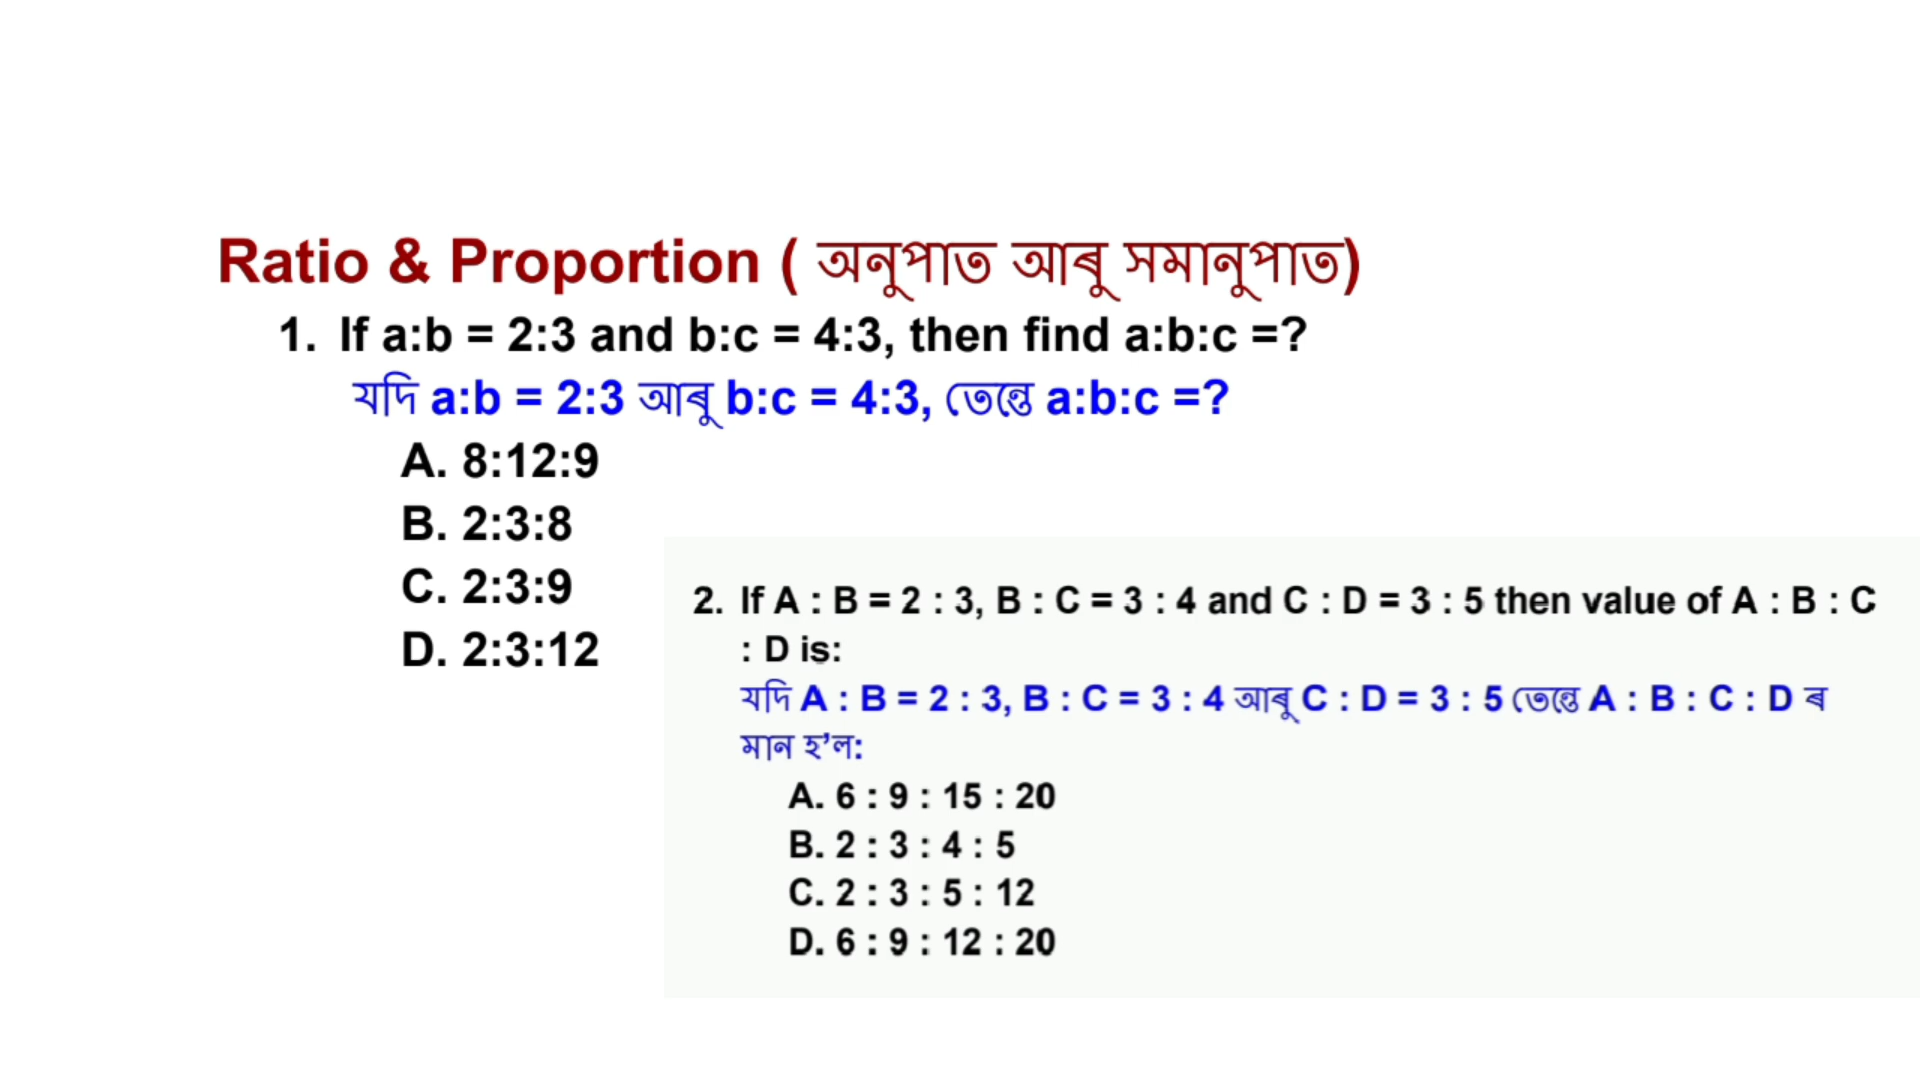 Ratio & Proportion ( অনুপাত আৰু সমানুপাত)
1. If a:b = 2:3 and b:c = 4:3, then find a:b:c =?
যদি a:b = 2:3 আৰু b:c = 4:3, তেন্তে a:b:c =?
A. 8:12:9
B. 2:3:8
C. 2:3:9
D. 2:3:12
2. If A : B = 2 : 3, B : C = 3 : 4 and C : D = 3 : 5 then value of A : B : C
: D is:
যদি A : B = 2 : 3, B : C = 3 : 4 আৰু C : D = 3 : 5 তেন্তে A : B : C : D ৰ
মান হ’ল:
A. 6 : 9 : 15 : 20
B. 2 : 3 : 4 : 5
C. 2 : 3 : 5 : 12
D. 6 : 9 : 12 : 20